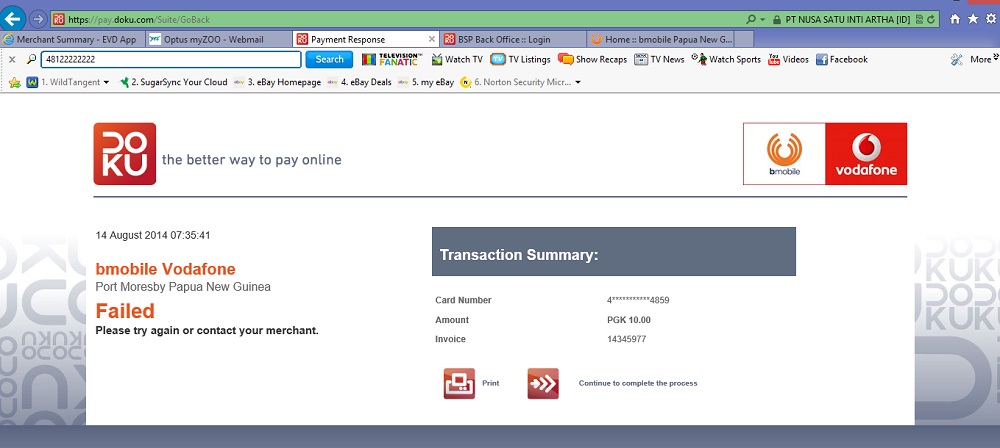 https://pay.doku.com/Suite/GoBack
PT NUSA SATU INTI ARTHA [ID]
Merchant Summary - EVD App
Optus myZOO - Webmail
Payment Response
BSP Back Office :: Login
Home :: bmobile Papua New G...
48122222222
Search
TELEVISION FANATIC
Watch TV
TV Listings
Show Recaps
TV News
Watch Sports
Videos
Facebook
More
1. WildTangent
2. SugarSync Your Cloud
3. eBay Homepage
4. eBay Deals
5. my eBay
6. Norton Security Micr...
DOKU
the better way to pay online
bmobile
vodafone
14 August 2014 07:35:41
bmobile Vodafone
Port Moresby Papua New Guinea
Failed
Please try again or contact your merchant.
Transaction Summary:
Card Number 4***********4859
Amount PGK 10.00
Invoice 14345977
Print
Continue to complete the process